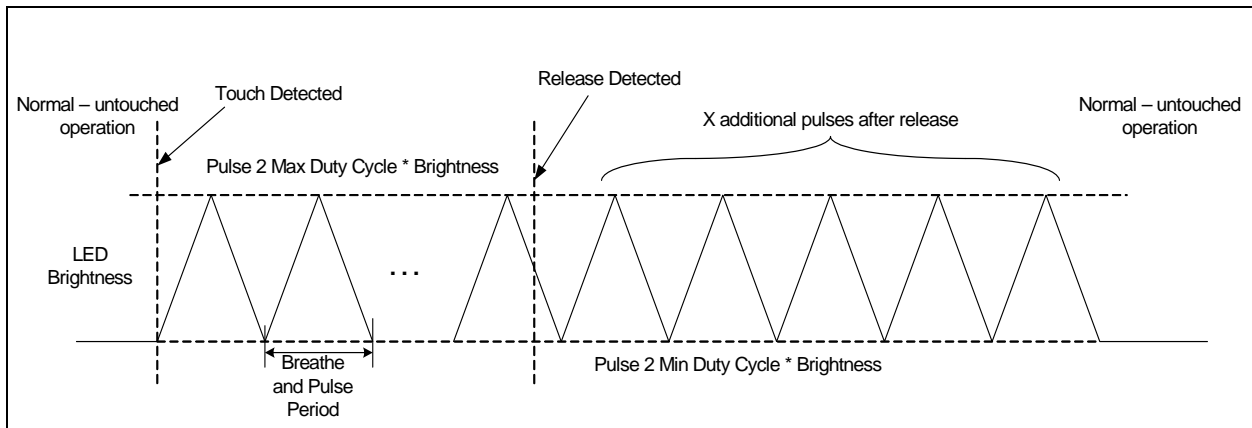 Normal – untouched
operation
Touch Detected
Release Detected
X additional pulses after release
Normal – untouched
operation
Pulse 2 Max Duty Cycle * Brightness
LED
Brightness
...
Breathe
and Pulse
Period
Pulse 2 Min Duty Cycle * Brightness